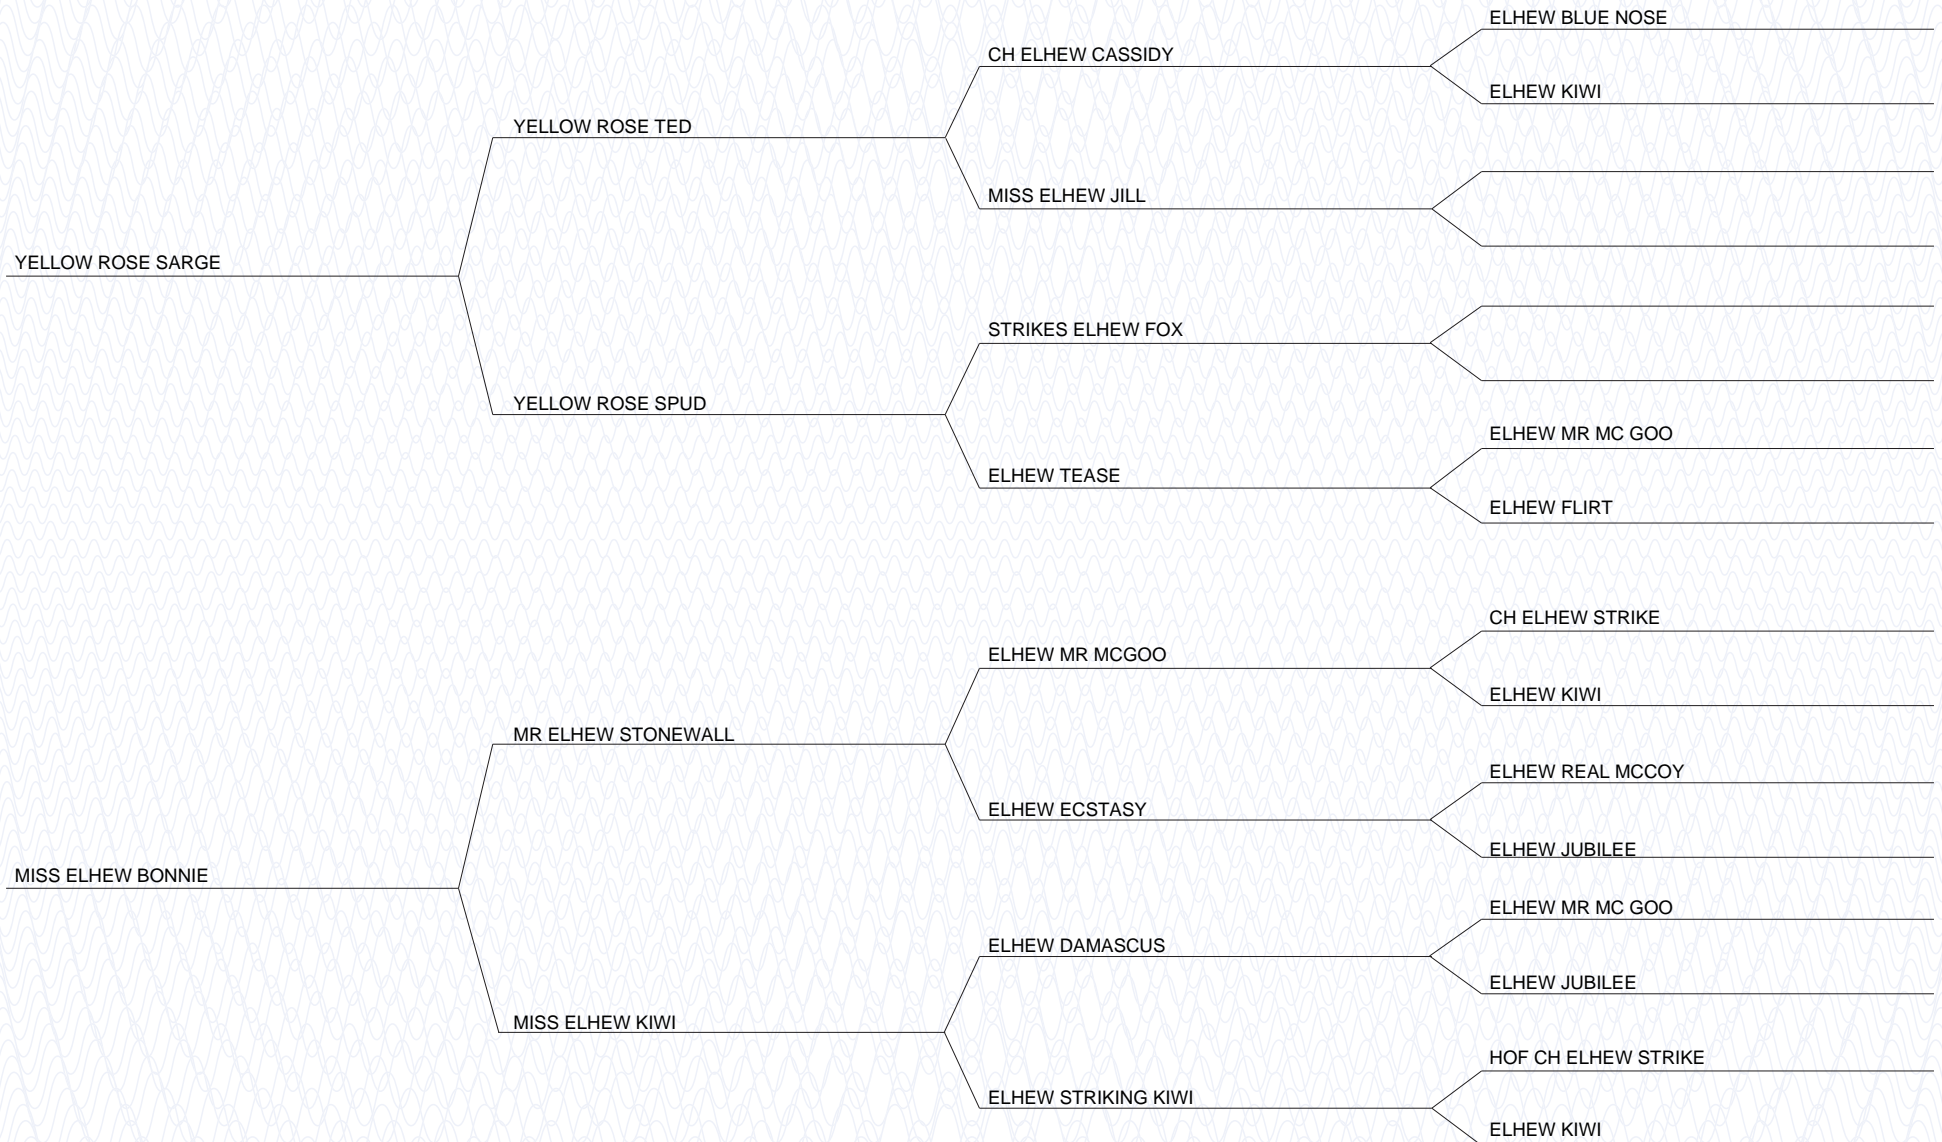 ELHEW BLUE NOSE
CH ELHEW CASSIDY
ELHEW KIWI
YELLOW ROSE TED
MISS ELHEW JILL
YELLOW ROSE SARGE
STRIKES ELHEW FOX
YELLOW ROSE SPUD
ELHEW MR MC GOO
ELHEW TEASE
ELHEW FLIRT
CH ELHEW STRIKE
ELHEW MR MCGOO
ELHEW KIWI
MR ELHEW STONEWALL
ELHEW REAL MCCOY
ELHEW ECSTASY
ELHEW JUBILEE
MISS ELHEW BONNIE
ELHEW MR MC GOO
ELHEW DAMASCUS
ELHEW JUBILEE
MISS ELHEW KIWI
HOF CH ELHEW STRIKE
ELHEW STRIKING KIWI
ELHEW KIWI